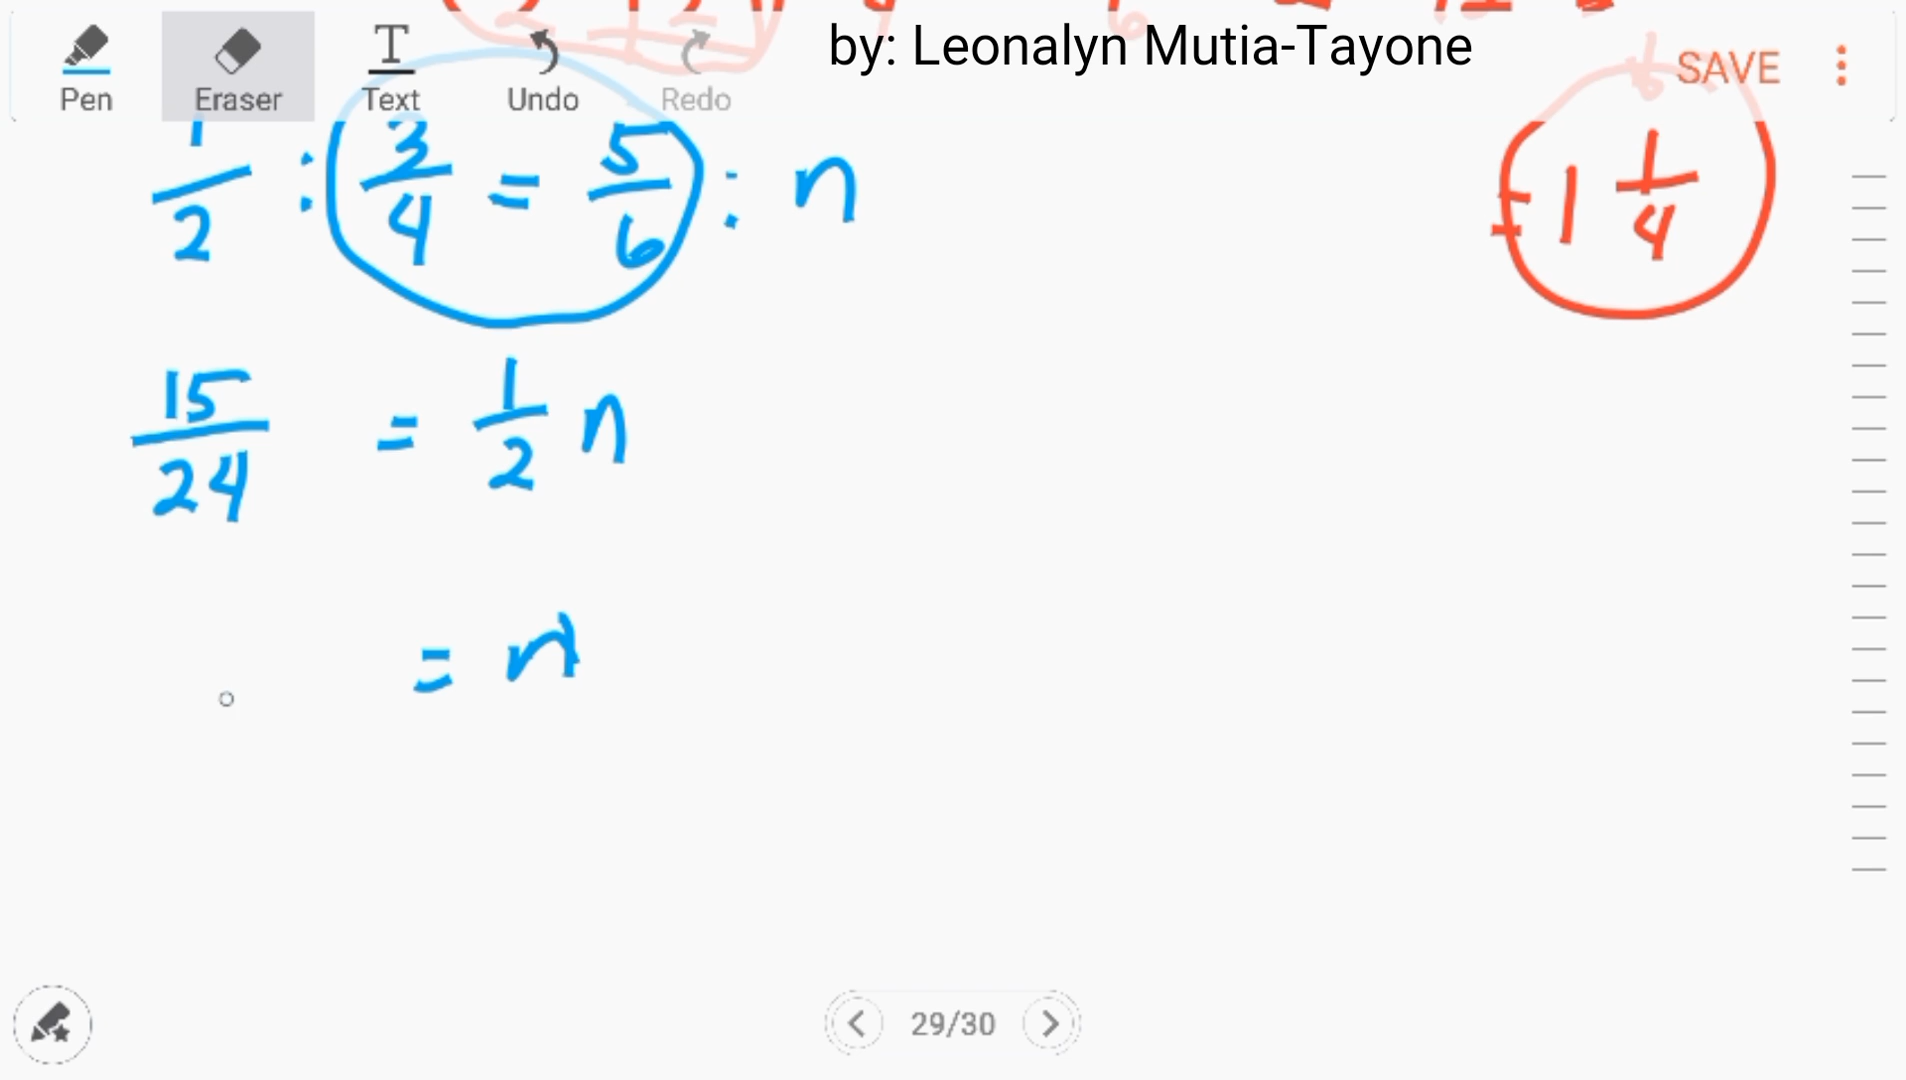 by: Leonalyn Mutia-Tayone
Pen Eraser Text Undo Redo SAVE
1/2 : 3/4 = 5/6 : n
= 1 1/4
15/24 = 1/2 n
= n
29/30